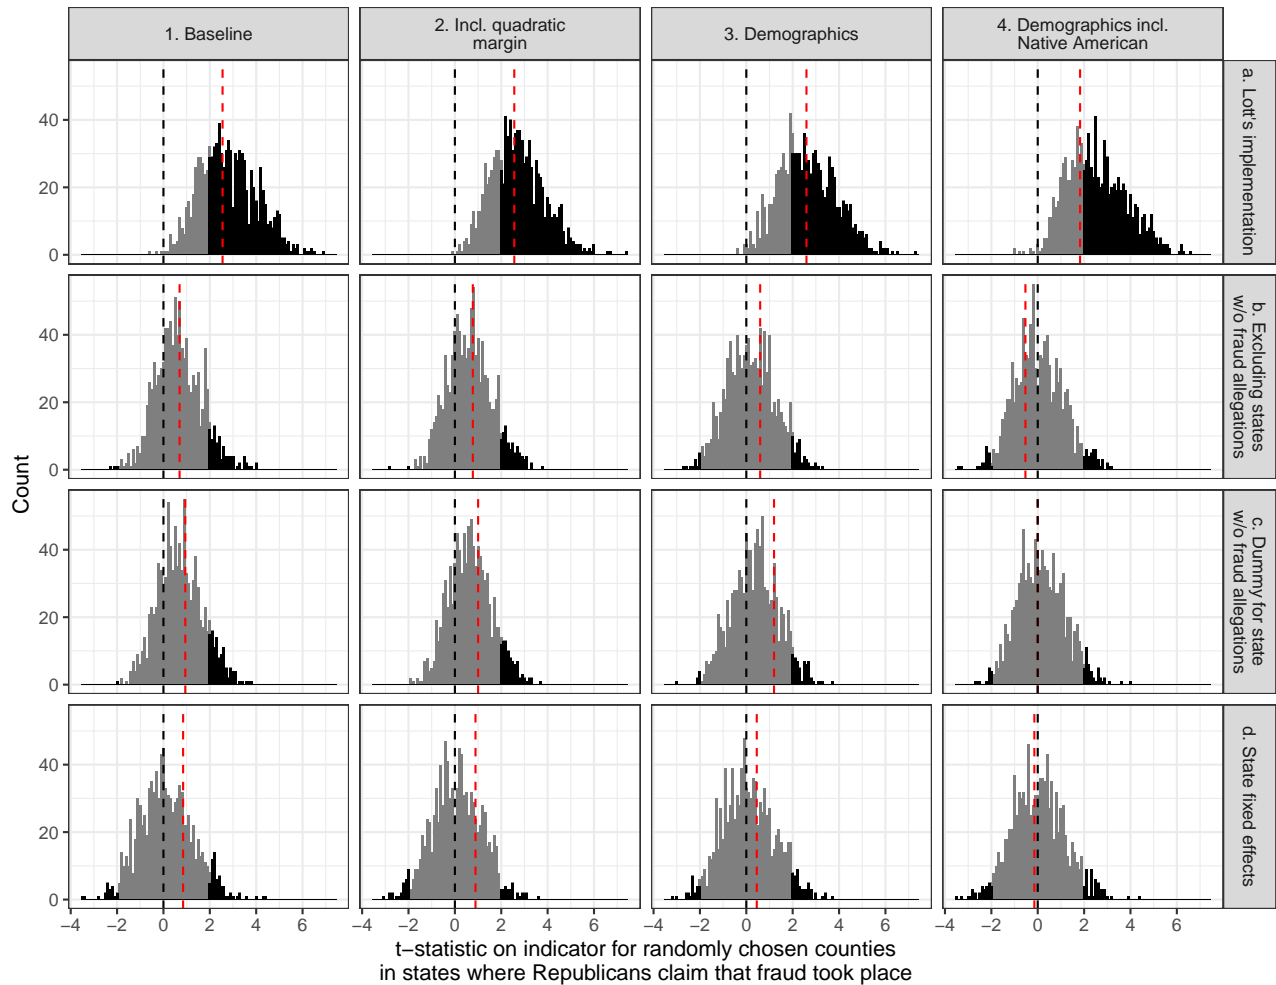 1. Baseline
2. Incl. quadratic
margin
3. Demographics
4. Demographics incl.
Native American
40
20
0
a. Lott's implementation
40
20
0
b. Excluding states
w/o fraud allegations
40
20
0
c. Dummy for state
w/o fraud allegations
40
20
0
d. State fixed effects
Count
−4 −2 0 2 4 6 −4 −2 0 2 4 6 −4 −2 0 2 4 6 −4 −2 0 2 4 6
t−statistic on indicator for randomly chosen counties
in states where Republicans claim that fraud took place